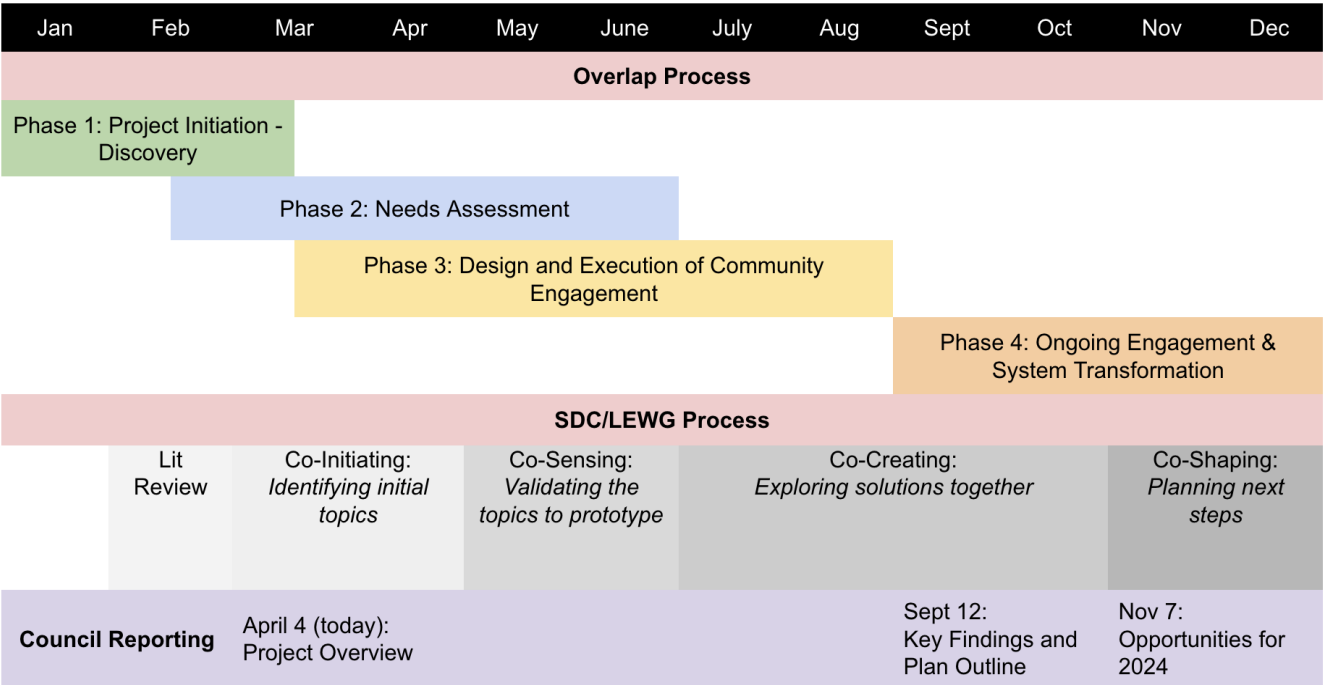 Jan Feb Mar Apr May June July Aug Sept Oct Nov Dec
Overlap Process
Phase 1: Project Initiation -
Discovery
Phase 2: Needs Assessment
Phase 3: Design and Execution of Community
Engagement
Phase 4: Ongoing Engagement &
System Transformation
SDC/LEWG Process
Lit
Review
Co-Initiating:
Identifying initial
topics
Co-Sensing:
Validating the
topics to prototype
Co-Creating:
Exploring solutions together
Co-Shaping:
Planning next
steps
Council Reporting
April 4 (today):
Project Overview
Sept 12:
Key Findings and
Plan Outline
Nov 7:
Opportunities for
2024